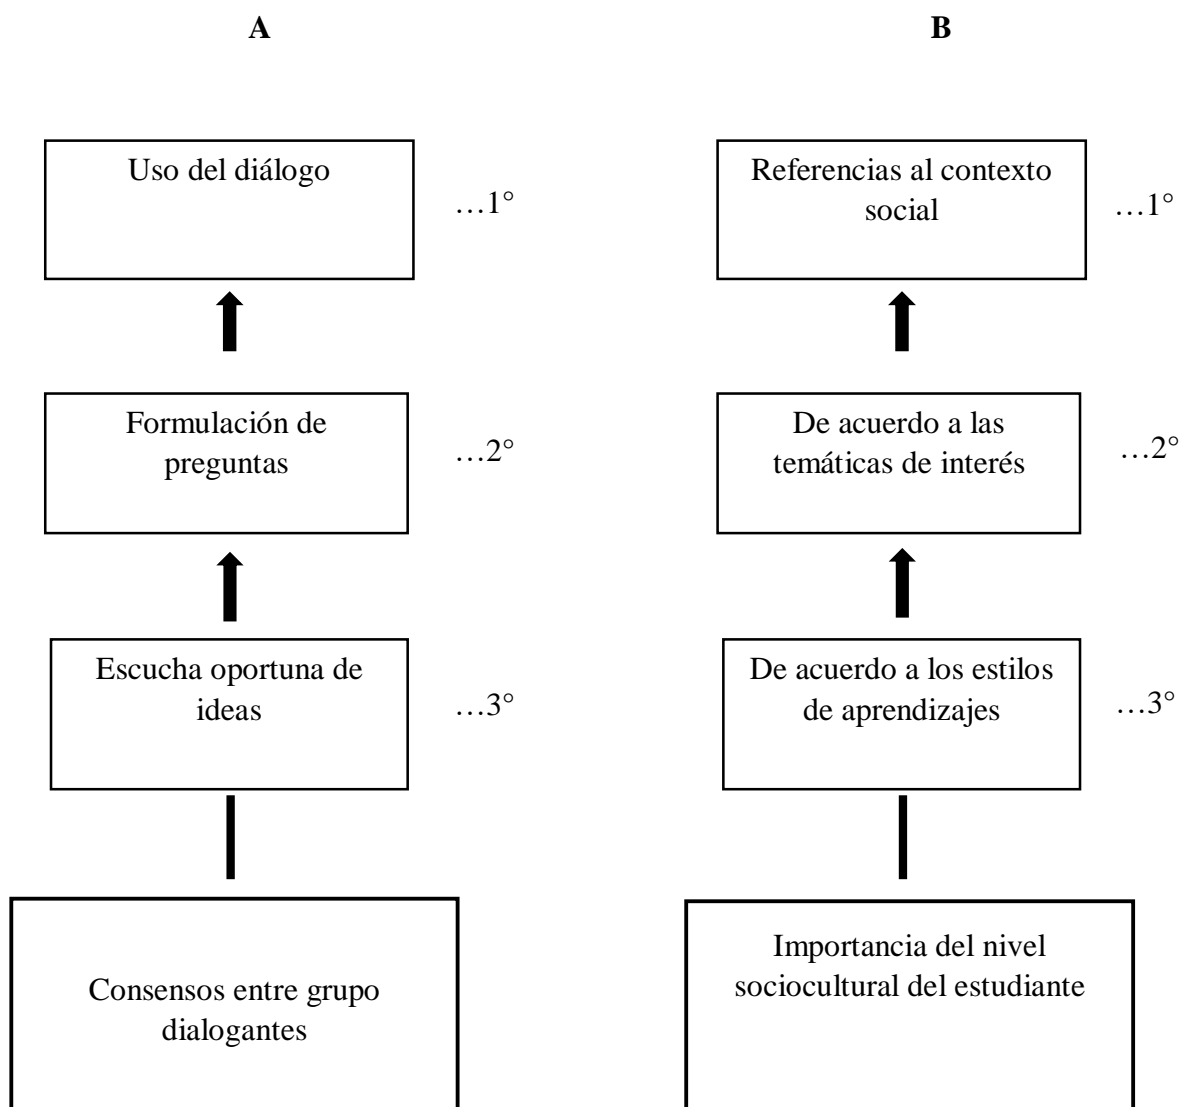 A
B
Uso del diálogo
…1°
Referencias al contexto
social
…1°
Formulación de
preguntas
…2°
De acuerdo a las
temáticas de interés
…2°
Escucha oportuna de
ideas
…3°
De acuerdo a los estilos
de aprendizajes
…3°
Consensos entre grupo
dialogantes
Importancia del nivel
sociocultural del estudiante